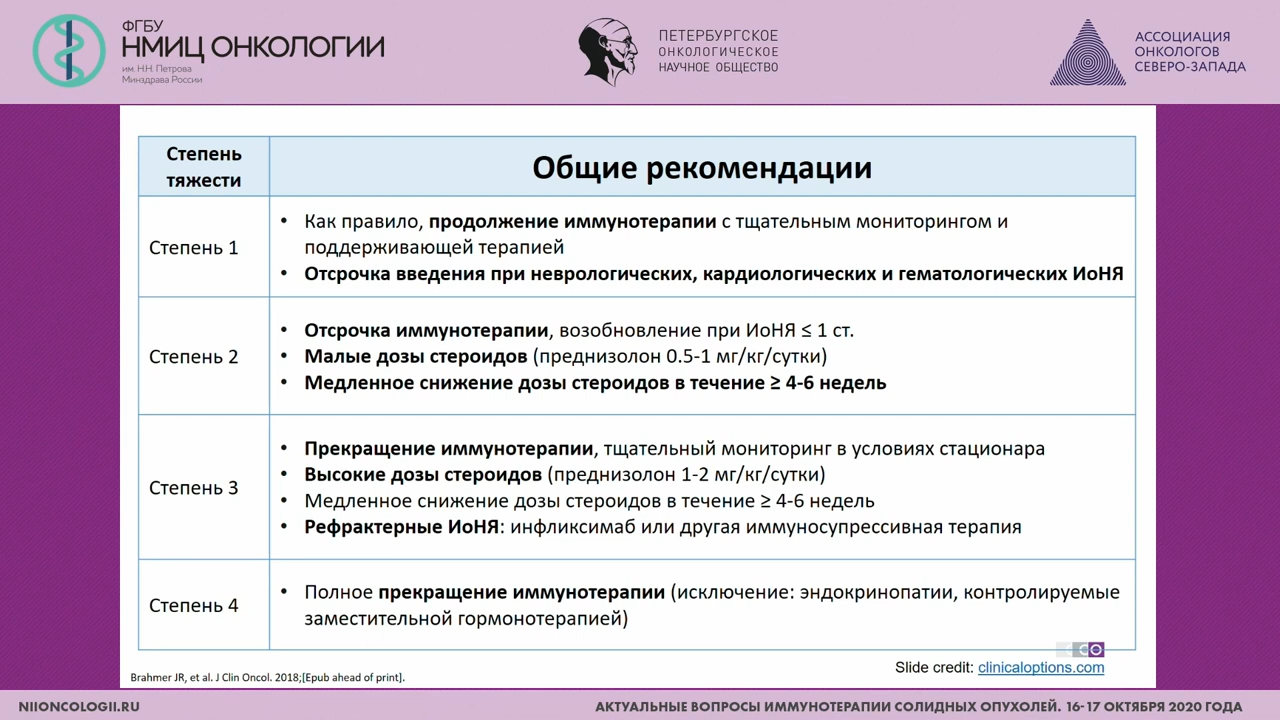 ФГБУ
НМИЦ ОНКОЛОГИИ
им. Н.Н. Петрова
Минздрава России
ПЕТЕРБУРГСКОЕ
ОНКОЛОГИЧЕСКОЕ
НАУЧНОЕ ОБЩЕСТВО
АССОЦИАЦИЯ
ОНКОЛОГОВ
СЕВЕРО-ЗАПАДА
Степень
тяжести
Общие рекомендации
Степень 1
• Как правило, продолжение иммунотерапии с тщательным мониторингом и
поддерживающей терапией
• Отсрочка введения при неврологических, кардиологических и гематологических ИоНЯ
Степень 2
• Отсрочка иммунотерапии, возобновление при ИоНЯ ≤ 1 ст.
• Малые дозы стероидов (преднизолон 0.5-1 мг/кг/сутки)
• Медленное снижение дозы стероидов в течение ≥ 4-6 недель
Степень 3
• Прекращение иммунотерапии, тщательный мониторинг в условиях стационара
• Высокие дозы стероидов (преднизолон 1-2 мг/кг/сутки)
• Медленное снижение дозы стероидов в течение ≥ 4-6 недель
• Рефрактерные ИоНЯ: инфликсимаб или другая иммуносупрессивная терапия
Степень 4
• Полное прекращение иммунотерапии (исключение: эндокринопатии, контролируемые
заместительной гормонотерапией)
Slide credit: clinicaloptions.com
Brahmer JR, et al. J Clin Oncol. 2018;[Epub ahead of print].
NIIONCOLOGII.RU
АКТУАЛЬНЫЕ ВОПРОСЫ ИММУНОТЕРАПИИ СОЛИДНЫХ ОПУХОЛЕЙ. 16-17 ОКТЯБРЯ 2020 ГОДА